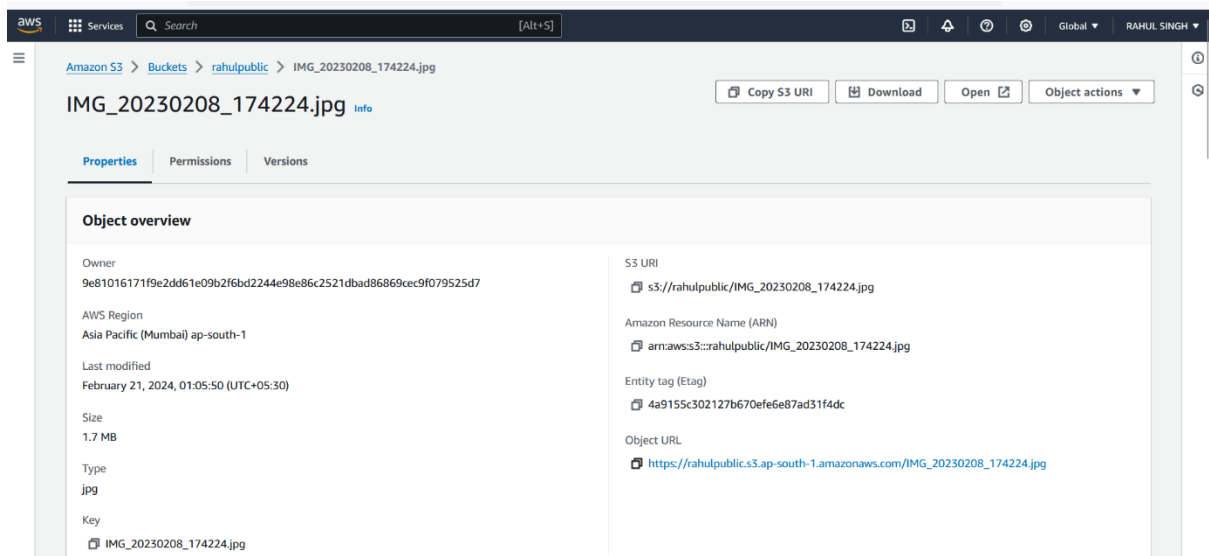 aws Services Search [Alt+S] Global ▼ RAHUL SINGH ▼
Amazon S3 > Buckets > rahulpublic > IMG_20230208_174224.jpg
IMG_20230208_174224.jpg Info
Copy S3 URI Download Open Object actions ▼
Properties Permissions Versions
Object overview
Owner
9e81016171f9e2dd61e09b2f6bd2244e98e86c2521dbad86869cec9f079525d7
AWS Region
Asia Pacific (Mumbai) ap-south-1
Last modified
February 21, 2024, 01:05:50 (UTC+05:30)
Size
1.7 MB
Type
jpg
Key
IMG_20230208_174224.jpg
S3 URI
s3://rahulpublic/IMG_20230208_174224.jpg
Amazon Resource Name (ARN)
arn:aws:s3:::rahulpublic/IMG_20230208_174224.jpg
Entity tag (Etag)
4a9155c302127b670efe6e87ad31f4dc
Object URL
https://rahulpublic.s3.ap-south-1.amazonaws.com/IMG_20230208_174224.jpg